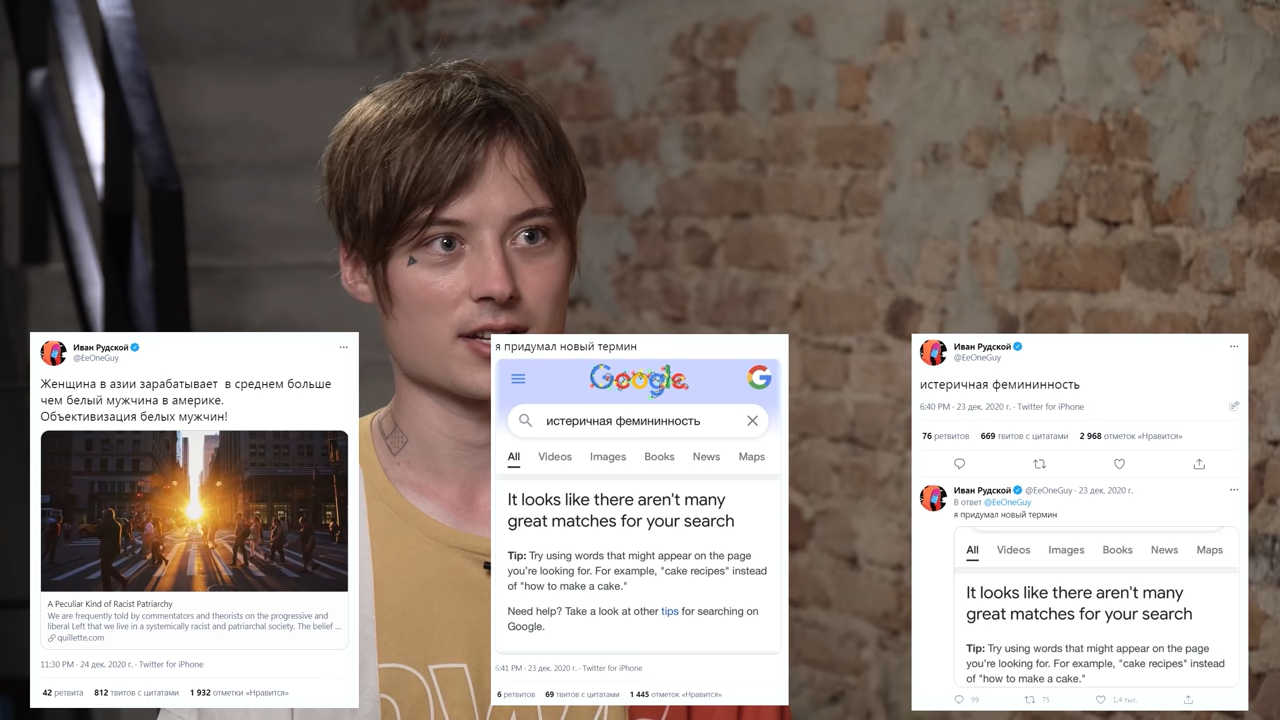 Иван Рудской
@EeOneGuy
Женщина в азии зарабатывает в среднем больше
чем белый мужчина в америке.
Объективизация белых мужчин!
A Peculiar Kind of Racist Patriarchy
We are frequently told by commentators and theorists on the progressive and
liberal Left that we live in a systemically racist and patriarchal society. The belief ...
quillette.com
11:30 PM · 24 дек. 2020 г. · Twitter for iPhone
42 ретвита 812 твитов с цитатами 1 932 отметки «Нравится»
я придумал новый термин
Google
G
истеричная фемининность
All Videos Images Books News Maps
It looks like there aren't many
great matches for your search
Tip: Try using words that might appear on the page
you're looking for. For example, "cake recipes" instead
of "how to make a cake."
Need help? Take a look at other tips for searching on
Google.
6:41 PM · 23 дек. 2020 г. · Twitter for iPhone
6 ретвитов 69 твитов с цитатами 1 445 отметок «Нравится»
Иван Рудской
@EeOneGuy
истеричная фемининность
6:40 PM · 23 дек. 2020 г. · Twitter for iPhone
76 ретвитов 669 твитов с цитатами 2 968 отметок «Нравится»
Иван Рудской @EeOneGuy · 23 дек. 2020 г.
В ответ @EeOneGuy
я придумал новый термин
All Videos Images Books News Maps
It looks like there aren't many
great matches for your search
Tip: Try using words that might appear on the page
you're looking for. For example, "cake recipes" instead
of "how to make a cake."
99 75 1,4 тыс.